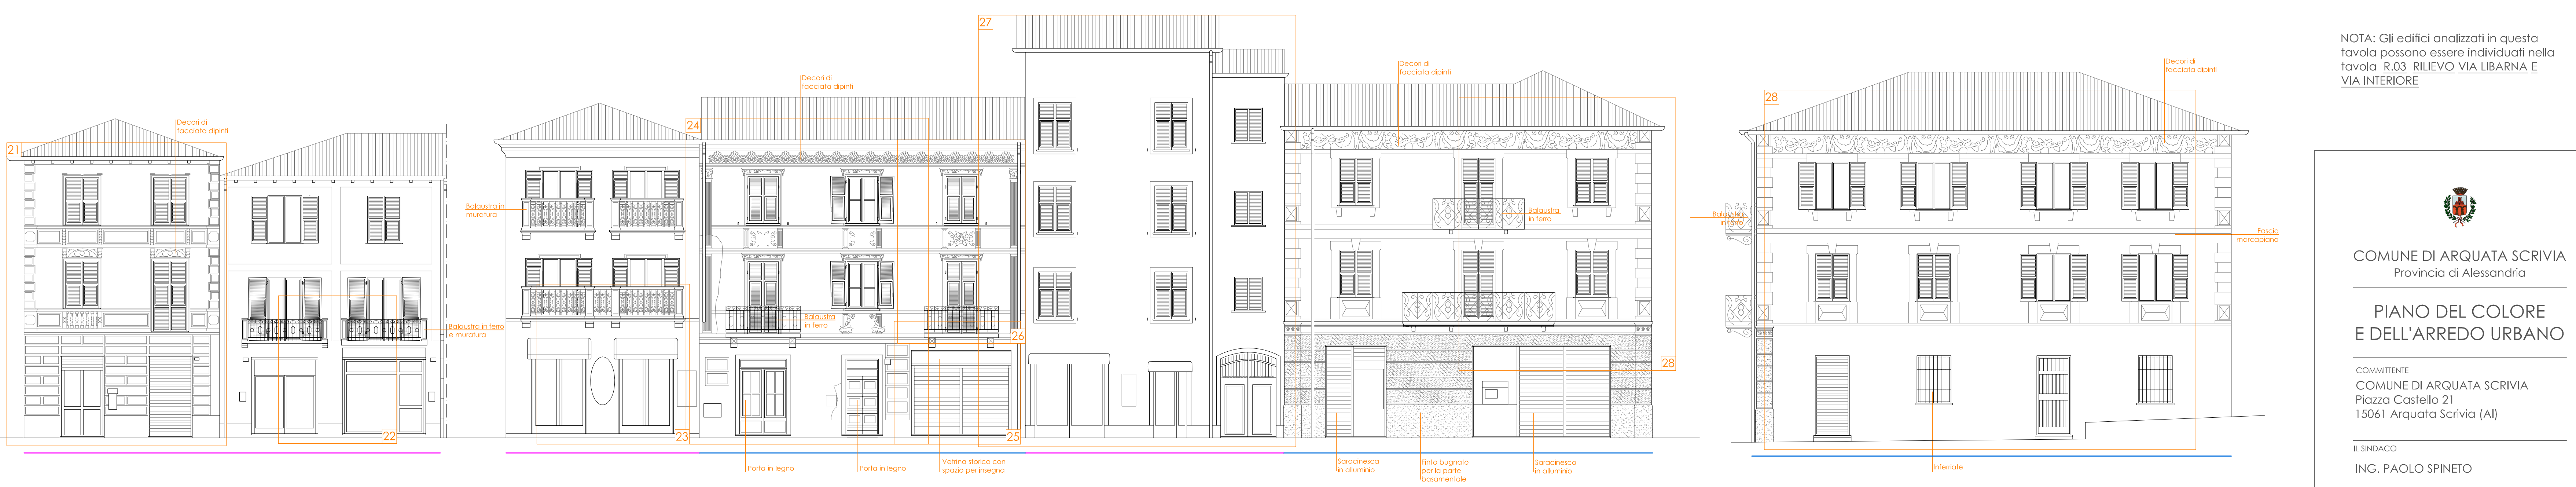 21
Decori di
facciata dipinti
Balaustra in ferro
e muratura
22
Balaustra in
muratura
23
24
Decori di
facciata dipinti
Balaustra
in ferro
Porta in legno
Porta in legno
Vetrina storica con
spazio per insegna
25
26
27
Decori di
facciata dipinti
Balaustra
in ferro
28
Saracinesca
in alluminio
Finto bugnato
per la parte
basamentale
Saracinesca
in alluminio
Balaustra
in ferro
28
Decori di
facciata dipinti
Fascia
marcapiano
Inferriate
NOTA: Gli edifici analizzati in questa
tavola possono essere individuati nella
tavola R.03 RILIEVO VIA LIBARNA E
VIA INTERIORE
COMUNE DI ARQUATA SCRIVIA
Provincia di Alessandria
PIANO DEL COLORE
E DELL'ARREDO URBANO
COMMITTENTE
COMUNE DI ARQUATA SCRIVIA
Piazza Castello 21
15061 Arquata Scrivia (Al)
IL SINDACO
ING. PAOLO SPINETO